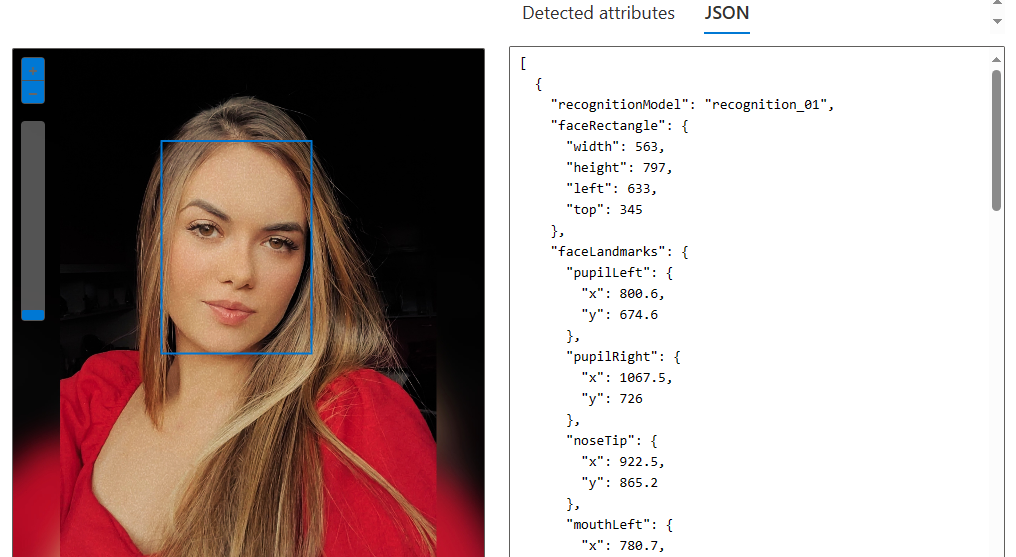 Detected attributes JSON
+
−
[
{
"recognitionModel": "recognition_01",
"faceRectangle": {
"width": 563,
"height": 797,
"left": 633,
"top": 345
},
"faceLandmarks": {
"pupilLeft": {
"x": 800.6,
"y": 674.6
},
"pupilRight": {
"x": 1067.5,
"y": 726
},
"noseTip": {
"x": 922.5,
"y": 865.2
},
"mouthLeft": {
"x": 780.7,